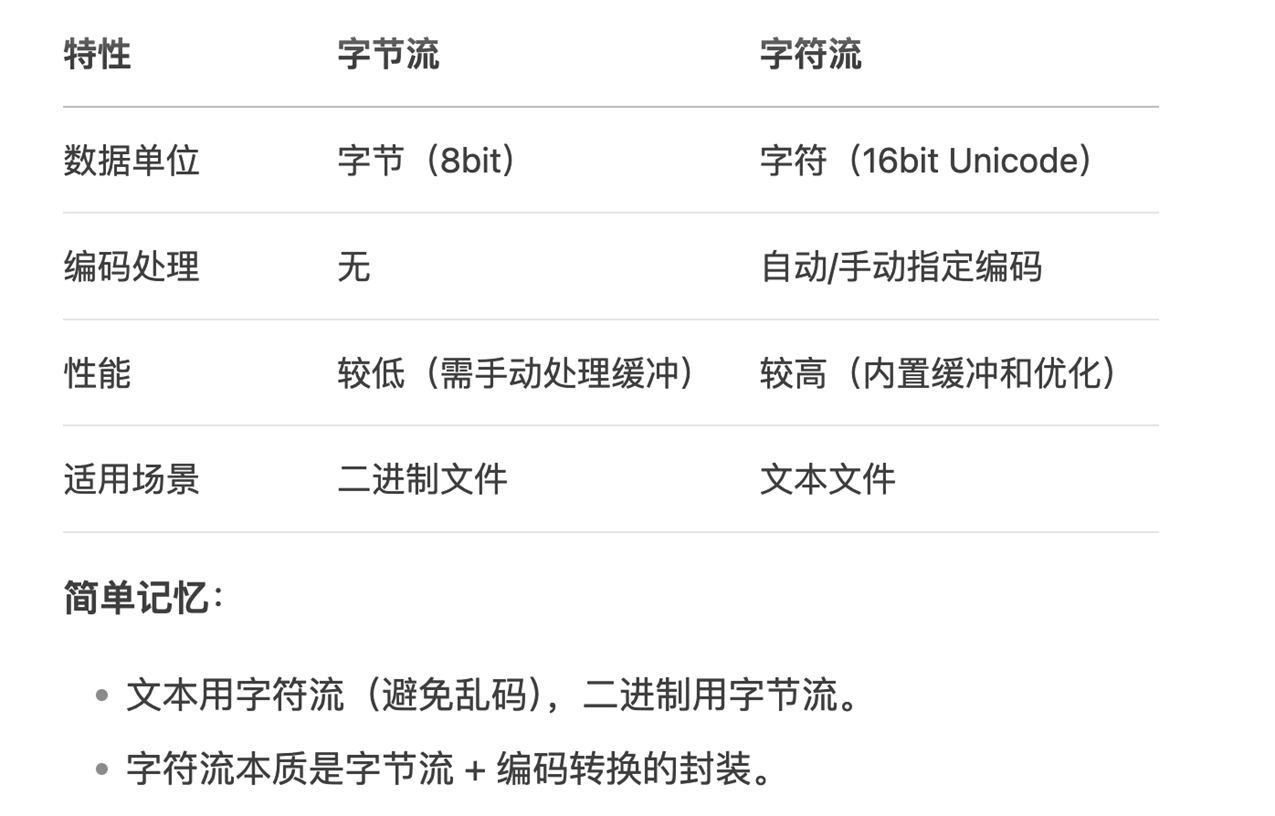 特性 字节流 字符流
数据单位 字节（8bit） 字符（16bit Unicode）
编码处理 无 自动/手动指定编码
性能 较低（需手动处理缓冲） 较高（内置缓冲和优化）
适用场景 二进制文件 文本文件
简单记忆：
• 文本用字符流（避免乱码），二进制用字节流。
• 字符流本质是字节流 + 编码转换的封装。